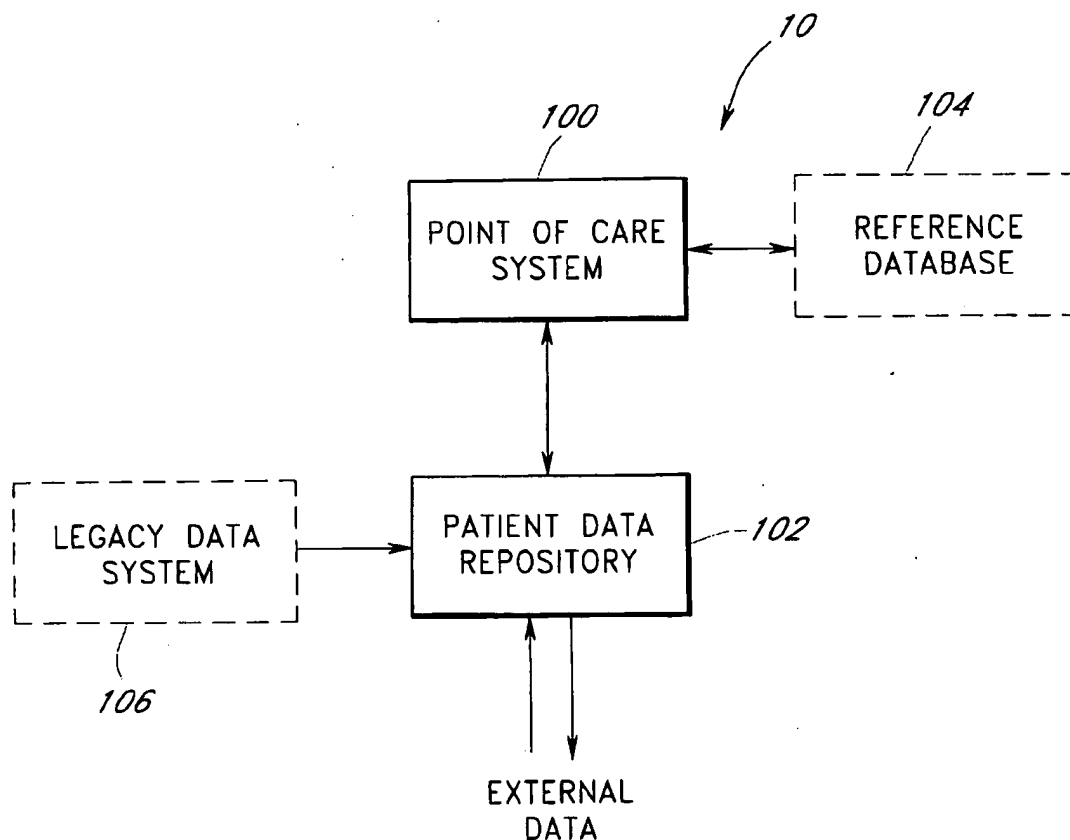 10
100
104
POINT OF CARE
SYSTEM
REFERENCE
DATABASE
LEGACY DATA
SYSTEM
PATIENT DATA
REPOSITORY
102
106
EXTERNAL
DATA